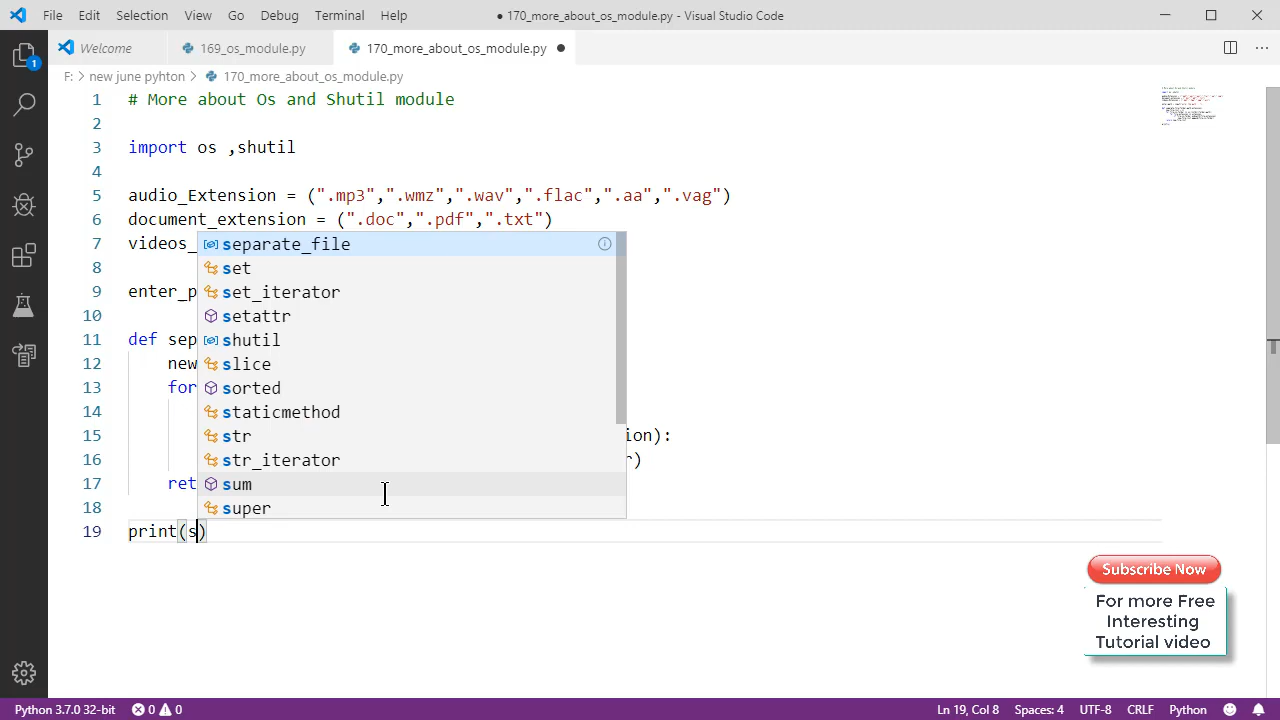 File Edit Selection View Go Debug Terminal Help ● 170_more_about_os_module.py - Visual Studio Code
Welcome 169_os_module.py 170_more_about_os_module.py ●
F: > new june pyhton > 170_more_about_os_module.py
1 # More about Os and Shutil module
2
3 import os ,shutil
4
5 audio_Extension = (".mp3",".wmz",".wav",".flac",".aa",".vag")
6 document_extension = (".doc",".pdf",".txt")
7 videos_
separate_file
8
set
9 enter_p
set_iterator
10
setattr
11 def sep
shutil
12 new
slice
13 for
sorted
14
staticmethod
15 ion):
str
16 r)
str_iterator
17 ret
sum
18
super
19 print(s)
Subscribe Now
For more Free
Interesting
Tutorial video
1
Python 3.7.0 32-bit 0 0 Ln 19, Col 8 Spaces: 4 UTF-8 CRLF Python